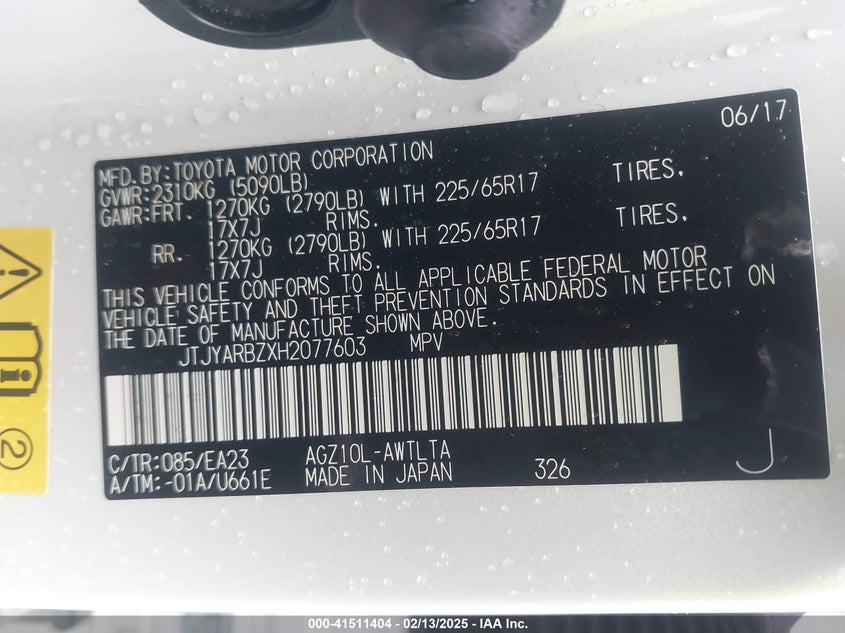 06/17
MFD.BY:TOYOTA MOTOR CORPORATION
GVWR:2310KG (5090LB)
GAWR:FRT. 1270KG (2790LB) WITH 225/65R17 TIRES.
17X7J RIMS.
RR. 1270KG (2790LB) WITH 225/65R17 TIRES.
17X7J RIMS.
THIS VEHICLE CONFORMS TO ALL APPLICABLE FEDERAL MOTOR
VEHICLE SAFETY AND THEFT PREVENTION STANDARDS IN EFFECT ON
THE DATE OF MANUFACTURE SHOWN ABOVE.
JTJYARBZXH2077603 MPV
C/TR:085/EA23 AGZ10L-AWTLTA
A/TM:-01A/U661E MADE IN JAPAN 326
J
2
000-41511404 - 02/13/2025 - IAA Inc.